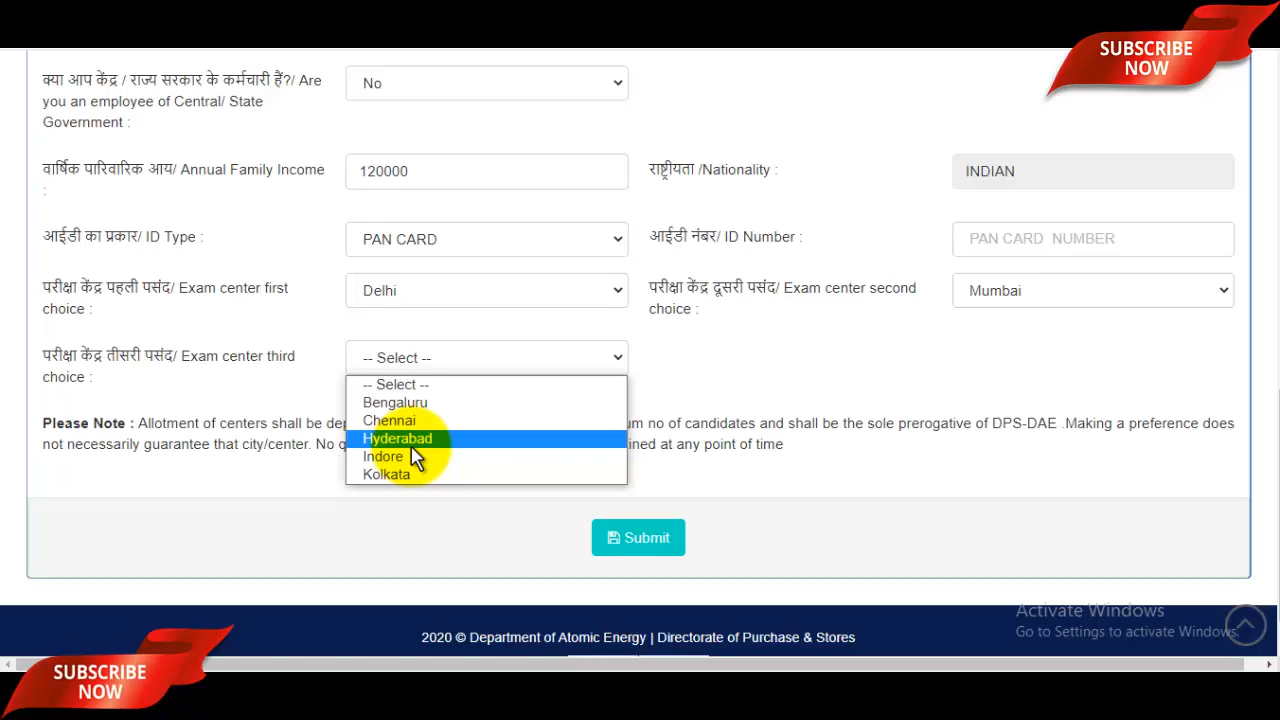 SUBSCRIBE
NOW
क्या आप केंद्र / राज्य सरकार के कर्मचारी हैं?/ Are
you an employee of Central/ State
Government :
No
वार्षिक पारिवारिक आय/ Annual Family Income
:
120000
राष्ट्रीयता /Nationality :
INDIAN
आईडी का प्रकार/ ID Type :
PAN CARD
आईडी नंबर/ ID Number :
PAN CARD NUMBER
परीक्षा केंद्र पहली पसंद/ Exam center first
choice :
Delhi
परीक्षा केंद्र दूसरी पसंद/ Exam center second
choice :
Mumbai
परीक्षा केंद्र तीसरी पसंद/ Exam center third
choice :
-- Select --
-- Select --
Bengaluru
Chennai
Hyderabad
Indore
Kolkata
Please Note : Allotment of centers shall be no of candidates and shall be the sole prerogative of DPS-DAE .Making a preference does
not necessarily guarantee that city/center. No at any point of time
Submit
Activate Windows
Go to Settings to activate Windows.
2020 © Department of Atomic Energy | Directorate of Purchase & Stores
SUBSCRIBE
NOW